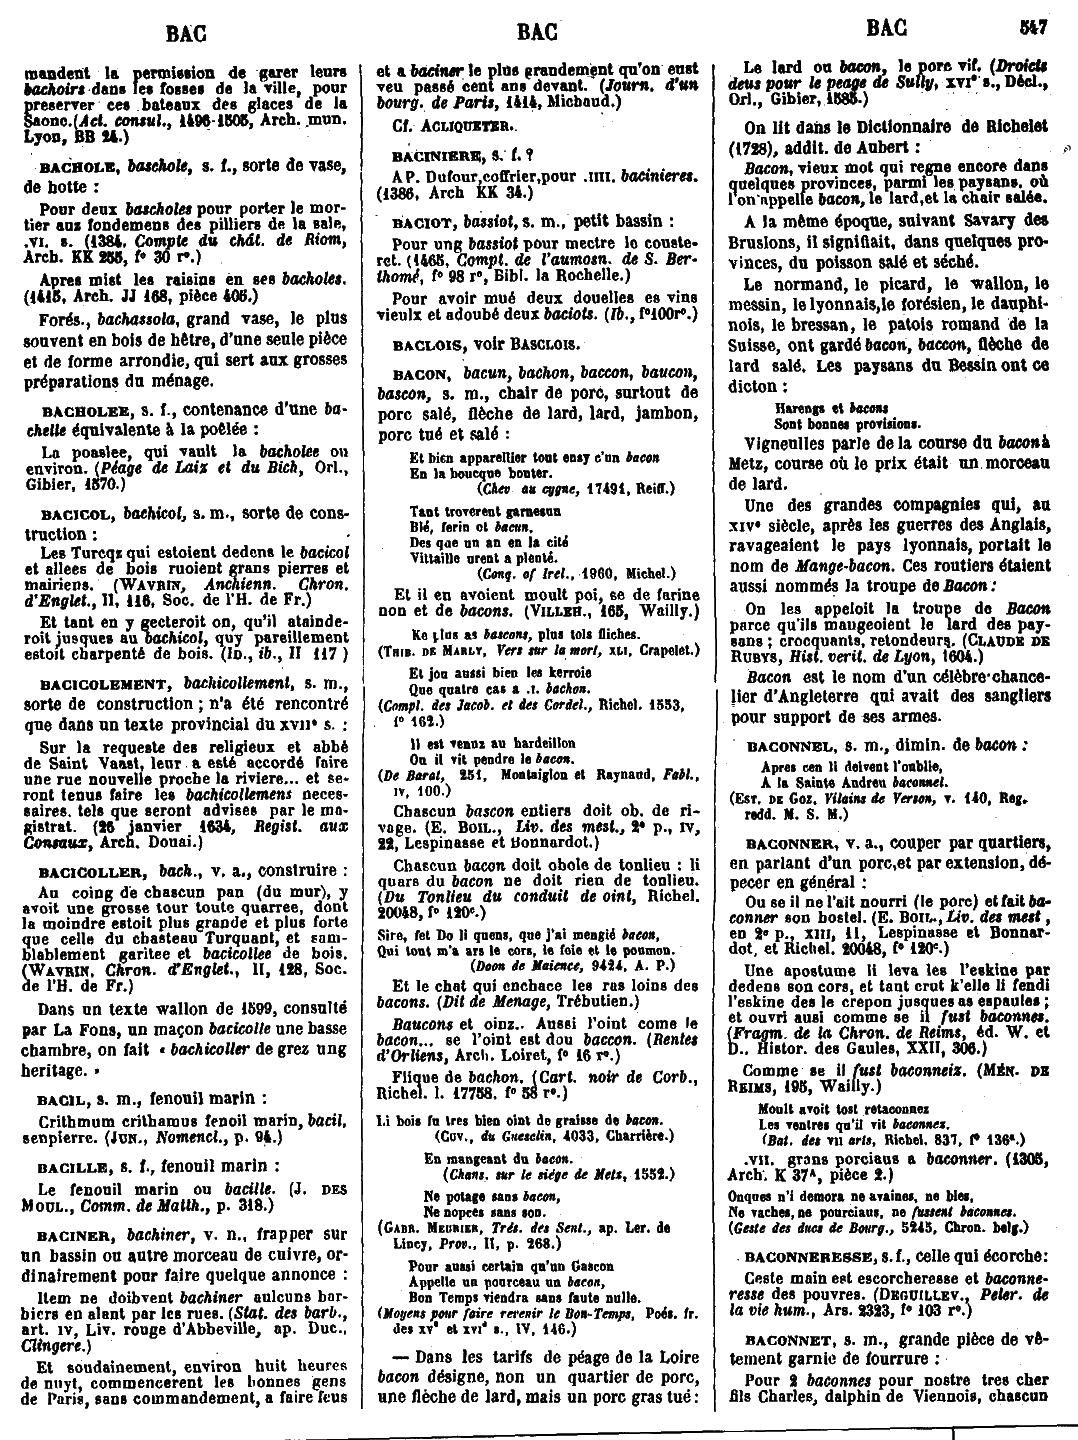 BAC
BAC
BAC
547
mandent la permission de garer leurs
bachoirs dans les fosses de la ville, pour
preserver ces bateaux des glaces de la
Saone. (Act. consul., 1496-1505, Arch. mun.
Lyon, BB 24.)
BACHOLE, baschole, s. f., sorte de vase,
de hotte :
Pour deux bascholes pour porter le mor-
tier aux fondemens des pilliers de la sale,
.VI. s. (1384, Compte du chât. de Riom,
Arch. KK 255, f° 30 r°.)
Apres mist les raisins en ses bacholes.
(1415, Arch. JJ 168, pièce 405.)
Forés., bachassola, grand vase, le plus
souvent en bois de hêtre, d'une seule pièce
et de forme arrondie, qui sert aux grosses
préparations du ménage.
BACHOLEE, s. f., contenance d'une ba-
chelle équivalente à la poêlée :
La poaslee, qui vault la bacholee ou
environ. (Péage de Laix et du Bich, Orl.,
Gibier, 1570.)
BACICOL, bachicol, s. m., sorte de cons-
truction :
Les Turcqz qui estoient dedens le bacicol
et allees de bois ruoient grans pierres et
mairiens. (WAVRIN, Anchienn. Chron.
d'Englet., II, 116, Soc. de l'H. de Fr.)
Et tant en y gecteroit on, qu'il atainde-
roit jusques au bachicol, quy pareillement
estoit charpenté de bois. (ID., ib., II 117)
BACICOLEMENT, bachicollement, s. m.,
sorte de construction ; n'a été rencontré
que dans un texte provincial du XVIIe s. :
Sur la requeste des religieux et abbé
de Saint Vaast, leur a esté accordé faire
une rue nouvelle proche la riviere... et se-
ront tenus faire les bachicollemens neces-
saires, tels que seront advises par le ma-
gistrat. (26 janvier 1634, Regist. aux
Consaux, Arch. Douai.)
BACICOLLER, bach., v. a., construire :
Au coing de chascun pan (du mur), y
avoit une grosse tour toute quarree, dont
la moindre estoit plus grande et plus forte
que celle du chasteau Turquant, et sam-
blablement garitee et bacicollee de bois.
(WAVRIN, Chron. d'Englet., II, 128, Soc.
de l'H. de Fr.)
Dans un texte wallon de 1599, consulté
par La Fons, un maçon bacicolle une basse
chambre, on fait « bachicoller de grez ung
heritage. »
BACIL, s. m., fenouil marin :
Crithmum crithamus fenoil marin, bacil,
senpierre. (JUN., Nomencl., p. 94.)
BACILLE, s. f., fenouil marin :
Le fenouil marin ou bacille. (J. DES
MOUL., Comm. de Matth., p. 318.)
BACINER, bachiner, v. n., frapper sur
un bassin ou autre morceau de cuivre, or-
dinairement pour faire quelque annonce :
Item ne doibvent bachiner aulcuns bar-
biers en alant par les rues. (Stat. des barb.,
art. IV, Liv. rouge d'Abbeville, ap. Duc.,
Clingere.)
Et soudainement, environ huit heures
de nuyt, commencerent les bonnes gens
de Paris, sans commandement, a faire feus
et a baciner le plus grandement qu'on eust
veu passé cent ans devant. (Journ. d'un
bourg. de Paris, 1414, Michaud.)
Cf. ACLIQUETER.
BACINIERE, s. f. ?
A P. Dufour, coffrier, pour .IIII. bacinieres.
(1386, Arch KK 34.)
BACIOT, bassiot, s. m., petit bassin :
Pour ung bassiot pour mectre le couste-
ret. (1465, Compt. de l'aumosn. de S. Ber-
thomé, f° 98 r°, Bibl. la Rochelle.)
Pour avoir mué deux douelles es vins
vieulx et adoubé deux baciots. (Ib., f°100r°.)
BACLOIS, voir BASCLOIS.
BACON, bacun, bachon, baccon, baucon,
bascon, s. m., chair de porc, surtout de
porc salé, flèche de lard, lard, jambon,
porc tué et salé :
Et bien appareillier tout ensy c'un bacon
En la boucque bouter.
(Chev au cygne, 17491, Reiff.)
Tant troverent garnesun
Blé, ferin et bacun,
Des que un an en la cité
Vittaille urent a plenté.
(Conq. of Irel., 1960, Michel.)
Et il en avoient moult poi, se de farine
non et de bacons. (VILLEH., 165, Wailly.)
Ke plus as bascons, plus tols fliches.
(THIB. DE MARLY, Vers sur la mort, XLI, Crapelet.)
Et jou aussi bien les kerroie
Que quatre cas a .I. bachon.
(Compl. des Jacob. et des Cordel., Richel. 1553,
f° 162.)
Il est venuz au hardeillon
Ou il vit pendre le bacon.
(De Barat, 251, Montaiglon et Raynaud, Fabl.,
IV, 100.)
Chascun bascon entiers doit ob. de ri-
vage. (E. BOIL., Liv. des mest., 2e p., IV,
22, Lespinasse et Bonnardot.)
Chascun bacon doit obole de tonlieu : li
quars du bacon ne doit rien de tonlieu.
(Du Tonlieu du conduit de oint, Richel.
20048, f° 120c.)
Sire, fet Do li quens, que j'ai mengié bacon,
Qui tout m'a ars le cors, le foie et le poumon.
(Doon de Maience, 9424, A. P.)
Et le chat qui enchace les ras loins des
bacons. (Dit de Menage, Trébutien.)
Baucons et oinz.. Aussi l'oint come le
bacon... se l'oint est dou baccon. (Rentes
d'Orliens, Arch. Loiret, f° 16 r°.)
Flique de bachon. (Cart. noir de Corb.,
Richel. l. 17758, f° 58 r°.)
Li bois fu tres bien oint de graisse de bacon.
(CUV., du Guesclin, 4033, Charrière.)
En mangeant du bacon.
(Chans. sur le siége de Mets, 1552.)
Ne potage sans bacon,
Ne nopces sans son.
(GABR. MEURIER, Trés. des Sent., ap. Ler. de
Lincy, Prov., II, p. 268.)
Pour aussi certain qu'un Gascon
Appelle un pourceau un bacon,
Bon Temps viendra sans faute nulle.
(Moyens pour faire revenir le Bon-Temps, Poés. fr.
des XVe et XVIe s., IV, 146.)
— Dans les tarifs de péage de la Loire
bacon désigne, non un quartier de porc,
une flèche de lard, mais un porc gras tué :
Le lard ou bacon, le porc vif. (Droicts
deus pour le peage de Sully, XVIe s., Décl.,
Orl., Gibier, 1585.)
On lit dans le Dictionnaire de Richelet
(1728), addit. de Aubert :
Bacon, vieux mot qui regne encore dans
quelques provinces, parmi les paysans, où
l'on appelle bacon, le lard, et la chair salée.
A la même époque, suivant Savary des
Bruslons, il signifiait, dans quelques pro-
vinces, du poisson salé et séché.
Le normand, le picard, le wallon, le
messin, le lyonnais, le forésien, le dauphi-
nois, le bressan, le patois romand de la
Suisse, ont gardé bacon, baccon, flèche de
lard salé. Les paysans du Bessin ont ce
dicton :
Harengs et bacons
Sont bonnes provisions.
Vigneulles parle de la course du bacon à
Metz, course où le prix était un morceau
de lard.
Une des grandes compagnies qui, au
XIVe siècle, après les guerres des Anglais,
ravageaient le pays lyonnais, portait le
nom de Mange-bacon. Ces routiers étaient
aussi nommés la troupe de Bacon :
On les appeloit la troupe de Bacon
parce qu'ils maugeoient le lard des pay-
sans ; crocquants, retondeurs. (CLAUDE DE
RUBYS, Hist. verit. de Lyon, 1604.)
Bacon est le nom d'un célèbre chance-
lier d'Angleterre qui avait des sangliers
pour support de ses armes.
BACONNEL, s. m., dimin. de bacon :
Apres cen li deivent l'oublie,
A la Sainte Andreu baconnel.
(EST. DE GOZ. Vilains de Verson, v. 140, Reg.
redd. M. S. M.)
BACONNER, v. a., couper par quartiers,
en parlant d'un porc, et par extension, dé-
pecer en général :
Ou se il ne l'ait nourri (le porc) et fait ba-
conner son hostel. (E. BOIL., Liv. des mest,
en 2e p., XIII, 11, Lespinasse et Bonnar-
dot, et Richel. 20048, f° 120c.)
Une apostume li leva les l'eskine par
dedens son cors, et tant crut k'elle li fendi
l'eskine des le crepon jusques as espaules ;
et ouvri ausi comme se il fust baconnes.
(Fragm. de la Chron. de Reims, éd. W. et
D., Histor. des Gaules, XXII, 306.)
Comme se il fust baconneis. (MÉN. DE
REIMS, 195, Wailly.)
Moult avoit tost retaconnez
Les ventres qu'il vit baconnez.
(Bat. des VII arts, Richel. 837, f° 136a.)
.VII. grans porciaus a baconner. (1305,
Arch. K 37A, pièce 2.)
Onques n'i demora ne avaines, ne bles,
Ne vaches, ne pourciaus, ne fussent baconnes.
(Geste des ducs de Bourg., 5245, Chron. belg.)
BACONNERESSE, s. f., celle qui écorche :
Ceste main est escorcheresse et baconne-
resse des pouvres. (DEGUILLEV., Peler. de
la vie hum., Ars. 2323, f° 103 r°.)
BACONNET, s. m., grande pièce de vê-
tement garnie de fourrure :
Pour 2 baconnes pour nostre tres cher
fils Charles, dalphin de Viennois, chascun